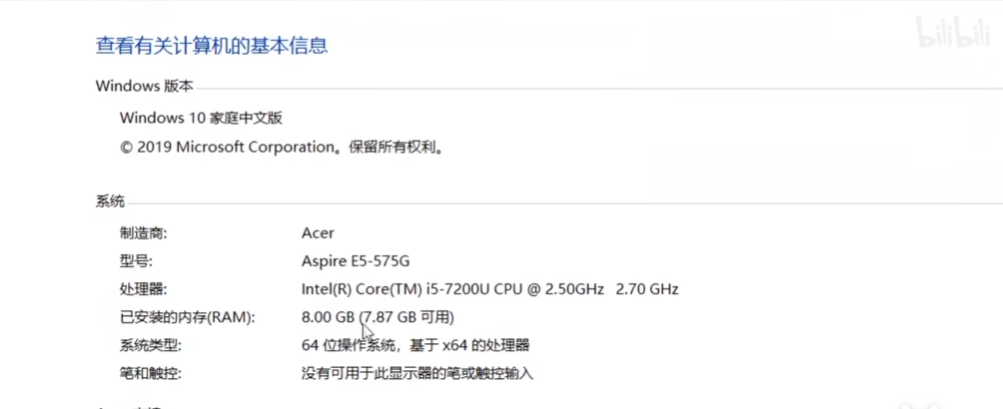 bilibili
查看有关计算机的基本信息
Windows 版本
Windows 10 家庭中文版
© 2019 Microsoft Corporation。保留所有权利。
系统
制造商: Acer
型号: Aspire E5-575G
处理器: Intel(R) Core(TM) i5-7200U CPU @ 2.50GHz 2.70 GHz
已安装的内存(RAM): 8.00 GB (7.87 GB 可用)
系统类型: 64 位操作系统，基于 x64 的处理器
笔和触控: 没有可用于此显示器的笔或触控输入